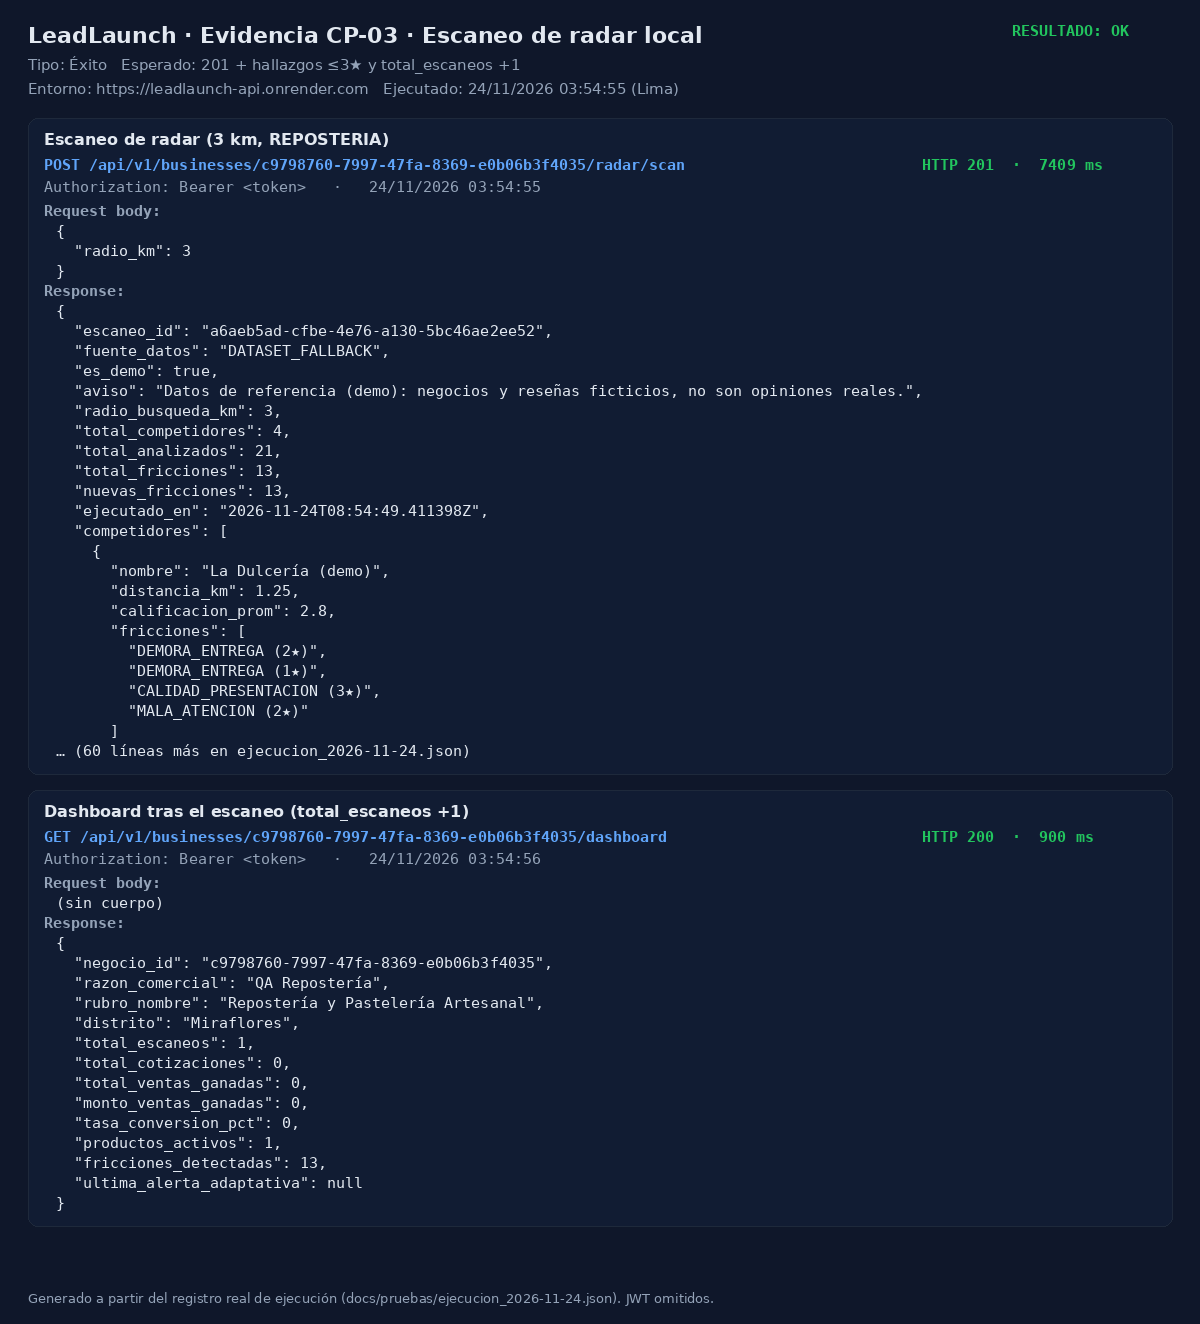 LeadLaunch · Evidencia CP-03 · Escaneo de radar local
RESULTADO: OK
Tipo: Éxito   Esperado: 201 + hallazgos ≤3★ y total_escaneos +1
Entorno: https://leadlaunch-api.onrender.com   Ejecutado: 24/11/2026 03:54:55 (Lima)
Escaneo de radar (3 km, REPOSTERIA)
POST /api/v1/businesses/c9798760-7997-47fa-8369-e0b06b3f4035/radar/scan   HTTP 201  ·  7409 ms
Authorization: Bearer <token>   ·   24/11/2026 03:54:55
Request body:
{
  "radio_km": 3
}
Response:
{
  "escaneo_id": "a6aeb5ad-cfbe-4e76-a130-5bc46ae2ee52",
  "fuente_datos": "DATASET_FALLBACK",
  "es_demo": true,
  "aviso": "Datos de referencia (demo): negocios y reseñas ficticios, no son opiniones reales.",
  "radio_busqueda_km": 3,
  "total_competidores": 4,
  "total_analizados": 21,
  "total_fricciones": 13,
  "nuevas_fricciones": 13,
  "ejecutado_en": "2026-11-24T08:54:49.411398Z",
  "competidores": [
    {
      "nombre": "La Dulcería (demo)",
      "distancia_km": 1.25,
      "calificacion_prom": 2.8,
      "fricciones": [
        "DEMORA_ENTREGA (2★)",
        "DEMORA_ENTREGA (1★)",
        "CALIDAD_PRESENTACION (3★)",
        "MALA_ATENCION (2★)"
      ]
… (60 líneas más en ejecucion_2026-11-24.json)
Dashboard tras el escaneo (total_escaneos +1)
GET /api/v1/businesses/c9798760-7997-47fa-8369-e0b06b3f4035/dashboard   HTTP 200  ·  900 ms
Authorization: Bearer <token>   ·   24/11/2026 03:54:56
Request body:
(sin cuerpo)
Response:
{
  "negocio_id": "c9798760-7997-47fa-8369-e0b06b3f4035",
  "razon_comercial": "QA Repostería",
  "rubro_nombre": "Repostería y Pastelería Artesanal",
  "distrito": "Miraflores",
  "total_escaneos": 1,
  "total_cotizaciones": 0,
  "total_ventas_ganadas": 0,
  "monto_ventas_ganadas": 0,
  "tasa_conversion_pct": 0,
  "productos_activos": 1,
  "fricciones_detectadas": 13,
  "ultima_alerta_adaptativa": null
}
Generado a partir del registro real de ejecución (docs/pruebas/ejecucion_2026-11-24.json). JWT omitidos.